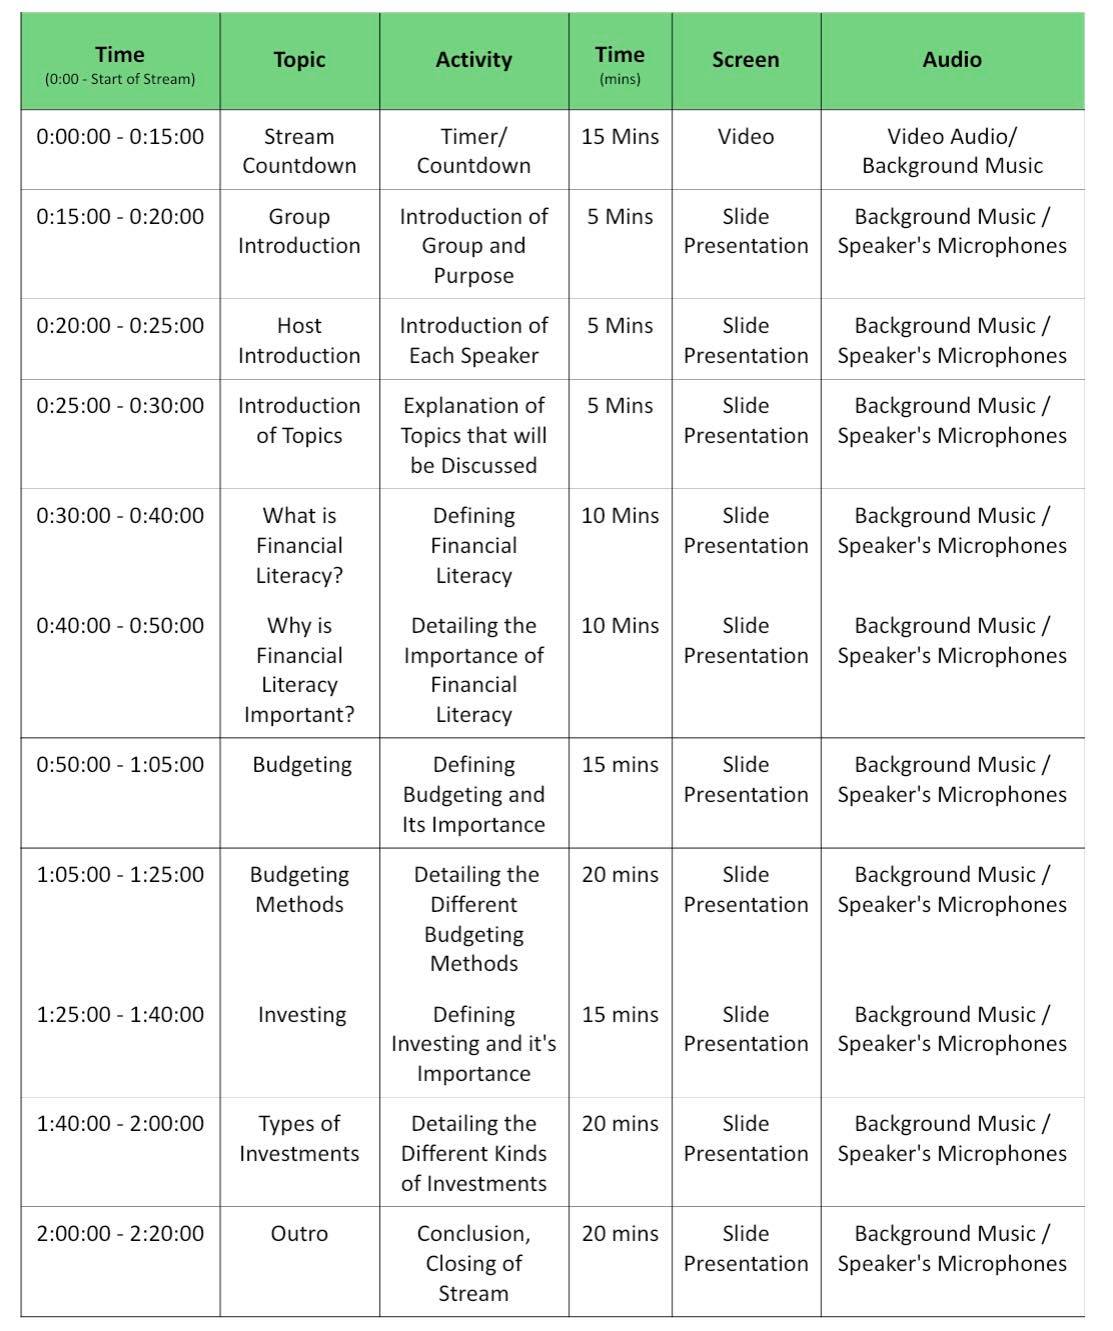 Time
(0:00 - Start of Stream)
Topic
Activity
Time
(mins)
Screen
Audio
0:00:00 - 0:15:00
Stream
Countdown
Timer/
Countdown
15 Mins
Video
Video Audio/
Background Music
0:15:00 - 0:20:00
Group
Introduction
Introduction of
Group and
Purpose
5 Mins
Slide
Presentation
Background Music /
Speaker's Microphones
0:20:00 - 0:25:00
Host
Introduction
Introduction of
Each Speaker
5 Mins
Slide
Presentation
Background Music /
Speaker's Microphones
0:25:00 - 0:30:00
Introduction
of Topics
Explanation of
Topics that will
be Discussed
5 Mins
Slide
Presentation
Background Music /
Speaker's Microphones
0:30:00 - 0:40:00
What is
Financial
Literacy?
Defining
Financial
Literacy
10 Mins
Slide
Presentation
Background Music /
Speaker's Microphones
0:40:00 - 0:50:00
Why is
Financial
Literacy
Important?
Detailing the
Importance of
Financial
Literacy
10 Mins
Slide
Presentation
Background Music /
Speaker's Microphones
0:50:00 - 1:05:00
Budgeting
Defining
Budgeting and
Its Importance
15 mins
Slide
Presentation
Background Music /
Speaker's Microphones
1:05:00 - 1:25:00
Budgeting
Methods
Detailing the
Different
Budgeting
Methods
20 mins
Slide
Presentation
Background Music /
Speaker's Microphones
1:25:00 - 1:40:00
Investing
Defining
Investing and it's
Importance
15 mins
Slide
Presentation
Background Music /
Speaker's Microphones
1:40:00 - 2:00:00
Types of
Investments
Detailing the
Different Kinds
of Investments
20 mins
Slide
Presentation
Background Music /
Speaker's Microphones
2:00:00 - 2:20:00
Outro
Conclusion,
Closing of
Stream
20 mins
Slide
Presentation
Background Music /
Speaker's Microphones